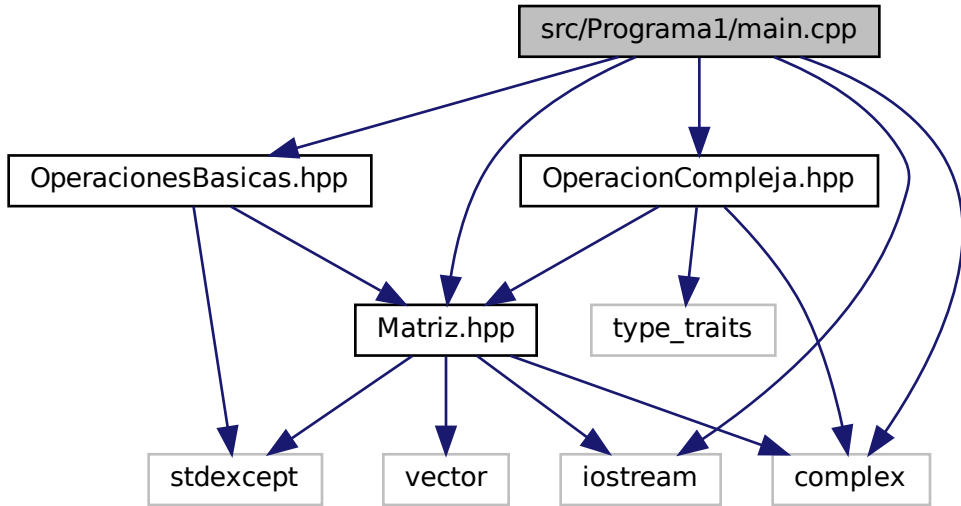 src/Programa1/main.cpp
OperacionesBasicas.hpp
OperacionCompleja.hpp
Matriz.hpp
type_traits
stdexcept
vector
iostream
complex